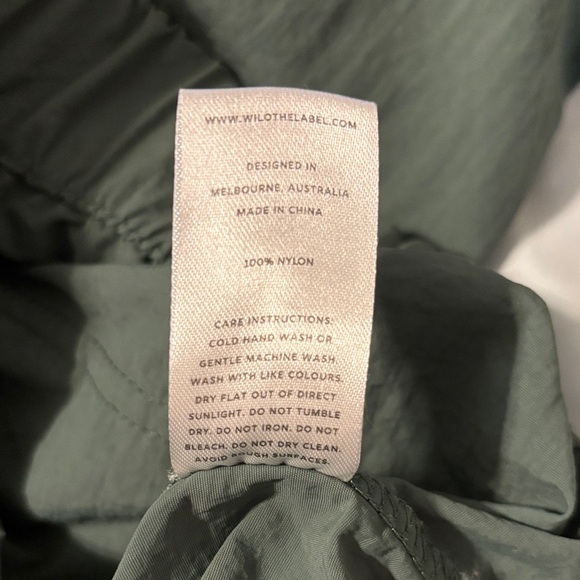 WWW.WILOTHELABEL.COM
DESIGNED IN
MELBOURNE, AUSTRALIA
MADE IN CHINA
100% NYLON
CARE INSTRUCTIONS:
COLD HAND WASH OR
GENTLE MACHINE WASH.
WASH WITH LIKE COLOURS.
DRY FLAT OUT OF DIRECT
SUNLIGHT. DO NOT TUMBLE
DRY. DO NOT IRON. DO NOT
BLEACH. DO NOT DRY CLEAN.
AVOID ROUGH SURFACES.